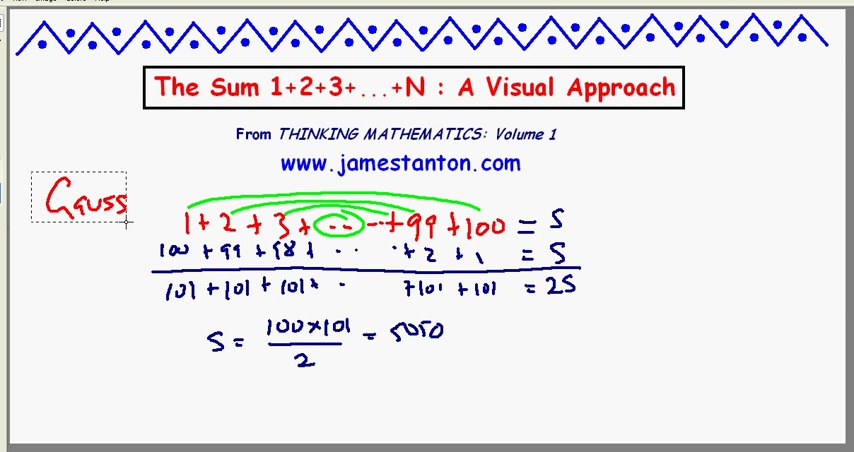 The Sum 1+2+3+...+N : A Visual Approach
From THINKING MATHEMATICS: Volume 1
www.jamestanton.com
Gauss
1 + 2 + 3 + .. --+ 99 + 100 = S
100 + 99 + 98 + .. .+ 2 + 1 = S
101 + 101 + 101 + . +101 + 101 = 2S
S = 100×101 / 2 = 5050